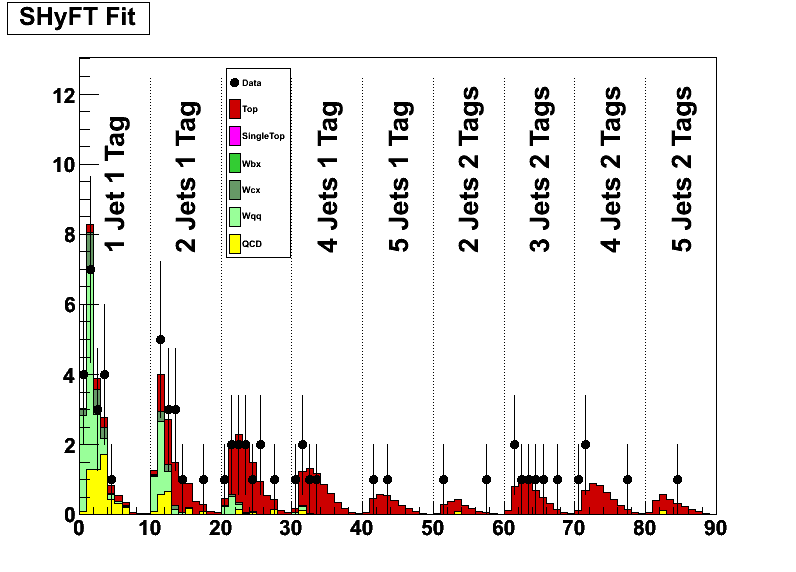 SHyFT Fit
12
10
8
6
4
2
0
1 Jet 1 Tag
2 Jets 1 Tag
Data
Top
SingleTop
Wbx
Wcx
Wqq
QCD
4 Jets 1 Tag
5 Jets 1 Tag
2 Jets 2 Tags
3 Jets 2 Tags
4 Jets 2 Tags
5 Jets 2 Tags
0 10 20 30 40 50 60 70 80 90